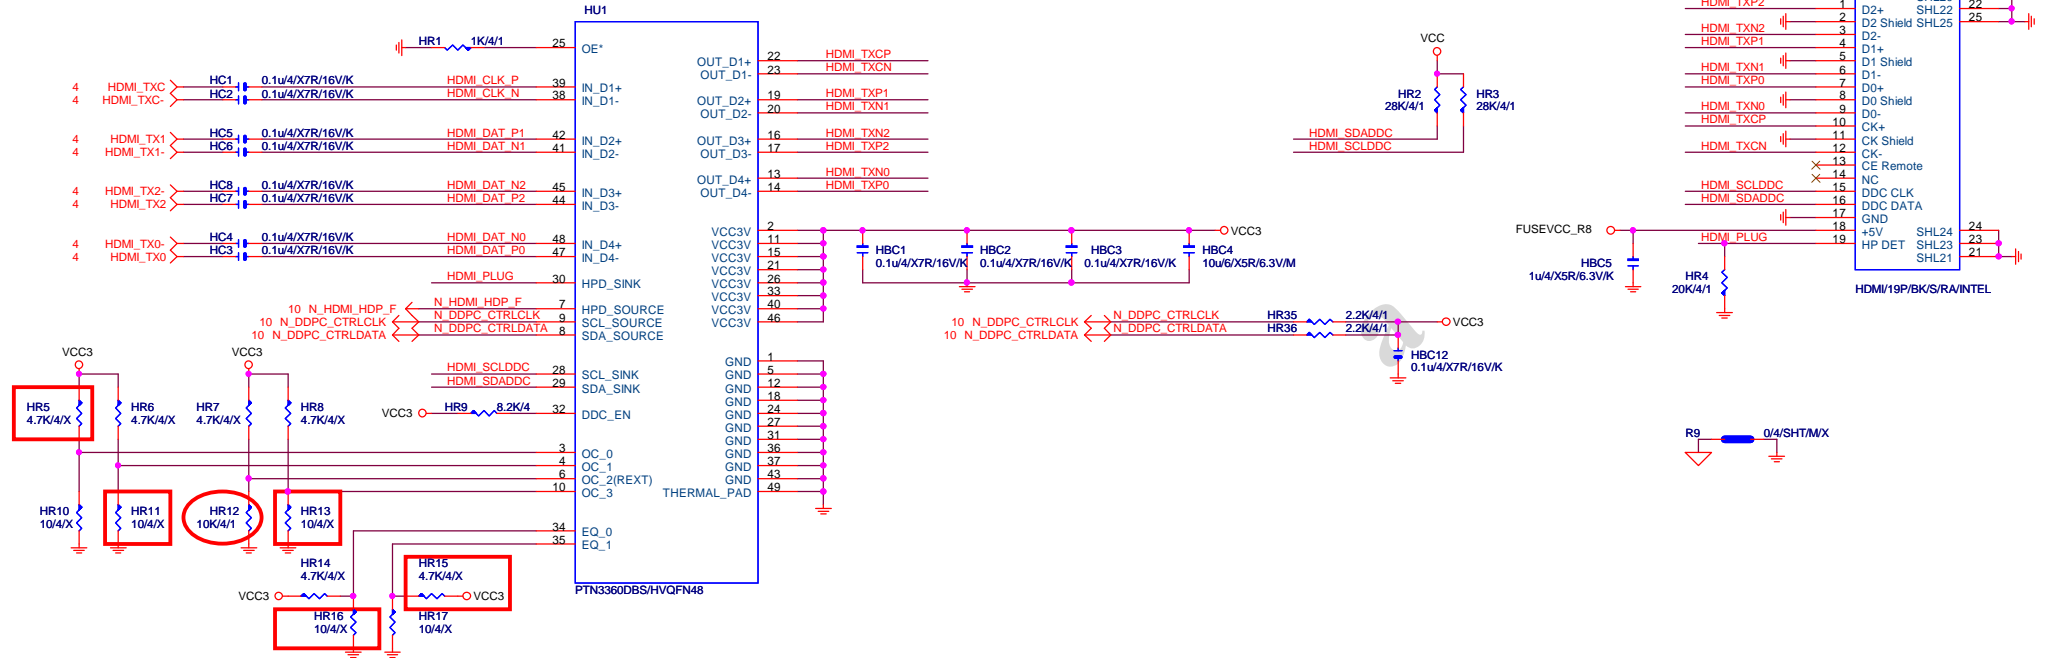 HU1
HR1 1K/4/1 25 OE*
22 OUT_D1+ HDMI_TXCP
23 OUT_D1- HDMI_TXCN
4 HDMI_TXC HC1 0.1u/4/X7R/16V/K HDMI_CLK_P 39 IN_D1+
4 HDMI_TXC- HC2 0.1u/4/X7R/16V/K HDMI_CLK_N 38 IN_D1-
19 OUT_D2+ HDMI_TXP1
20 OUT_D2- HDMI_TXN1
4 HDMI_TX1 HC5 0.1u/4/X7R/16V/K HDMI_DAT_P1 42 IN_D2+
4 HDMI_TX1- HC6 0.1u/4/X7R/16V/K HDMI_DAT_N1 41 IN_D2-
16 OUT_D3+ HDMI_TXN2
17 OUT_D3- HDMI_TXP2
4 HDMI_TX2- HC8 0.1u/4/X7R/16V/K HDMI_DAT_N2 45 IN_D3+
4 HDMI_TX2 HC7 0.1u/4/X7R/16V/K HDMI_DAT_P2 44 IN_D3-
13 OUT_D4+ HDMI_TXN0
14 OUT_D4- HDMI_TXP0
4 HDMI_TX0- HC4 0.1u/4/X7R/16V/K HDMI_DAT_N0 48 IN_D4+
4 HDMI_TX0 HC3 0.1u/4/X7R/16V/K HDMI_DAT_P0 47 IN_D4-
HDMI_PLUG 30 HPD_SINK
10 N_HDMI_HDP_F N_HDMI_HDP_F 7 HPD_SOURCE
10 N_DDPC_CTRLCLK N_DDPC_CTRLCLK 9 SCL_SOURCE
10 N_DDPC_CTRLDATA N_DDPC_CTRLDATA 8 SDA_SOURCE
HDMI_SCLDDC 28 SCL_SINK
HDMI_SDADDC 29 SDA_SINK
VCC3 HR9 8.2K/4 32 DDC_EN
3 OC_0
4 OC_1
6 OC_2(REXT)
10 OC_3
34 EQ_0
35 EQ_1
VCC3V 2
VCC3V 11
VCC3V 15
VCC3V 21
VCC3V 26
VCC3V 33
VCC3V 40
VCC3V 46
GND 1
GND 5
GND 12
GND 18
GND 24
GND 27
GND 31
GND 36
GND 37
GND 43
THERMAL_PAD 49
PTN3360DBS/HVQFN48
VCC3
VCC3
HR5
4.7K/4/X
HR6
4.7K/4/X
HR7
4.7K/4/X
HR8
4.7K/4/X
HR10
10/4/X
HR11
10/4/X
HR12
10K/4/1
HR13
10/4/X
HR14
4.7K/4/X
VCC3
HR15
4.7K/4/X
VCC3
HR16
10/4/X
HR17
10/4/X
HBC1
0.1u/4/X7R/16V/K
HBC2
0.1u/4/X7R/16V/K
HBC3
0.1u/4/X7R/16V/K
HBC4
10u/6/X5R/6.3V/M
VCC3
VCC
HR2
28K/4/1
HR3
28K/4/1
HDMI_SDADDC
HDMI_SCLDDC
10 N_DDPC_CTRLCLK N_DDPC_CTRLCLK HR35 2.2K/4/1 VCC3
10 N_DDPC_CTRLDATA N_DDPC_CTRLDATA HR36 2.2K/4/1
HBC12
0.1u/4/X7R/16V/K
HDMI_TXP2 1 D2+ SHL22 22
2 D2 Shield SHL25 25
HDMI_TXN2 3 D2-
HDMI_TXP1 4 D1+
5 D1 Shield
HDMI_TXN1 6 D1-
HDMI_TXP0 7 D0+
8 D0 Shield
HDMI_TXN0 9 D0-
HDMI_TXCP 10 CK+
11 CK Shield
HDMI_TXCN 12 CK-
13 CE Remote
14 NC
HDMI_SCLDDC 15 DDC CLK
HDMI_SDADDC 16 DDC DATA
17 GND
FUSEVCC_R8 18 +5V SHL24 24
HDMI_PLUG 19 HP DET SHL23 23
SHL21 21
HBC5
1u/4/X5R/6.3V/K
HR4
20K/4/1
HDMI/19P/BK/S/RA/INTEL
R9 0/4/SHT/M/X